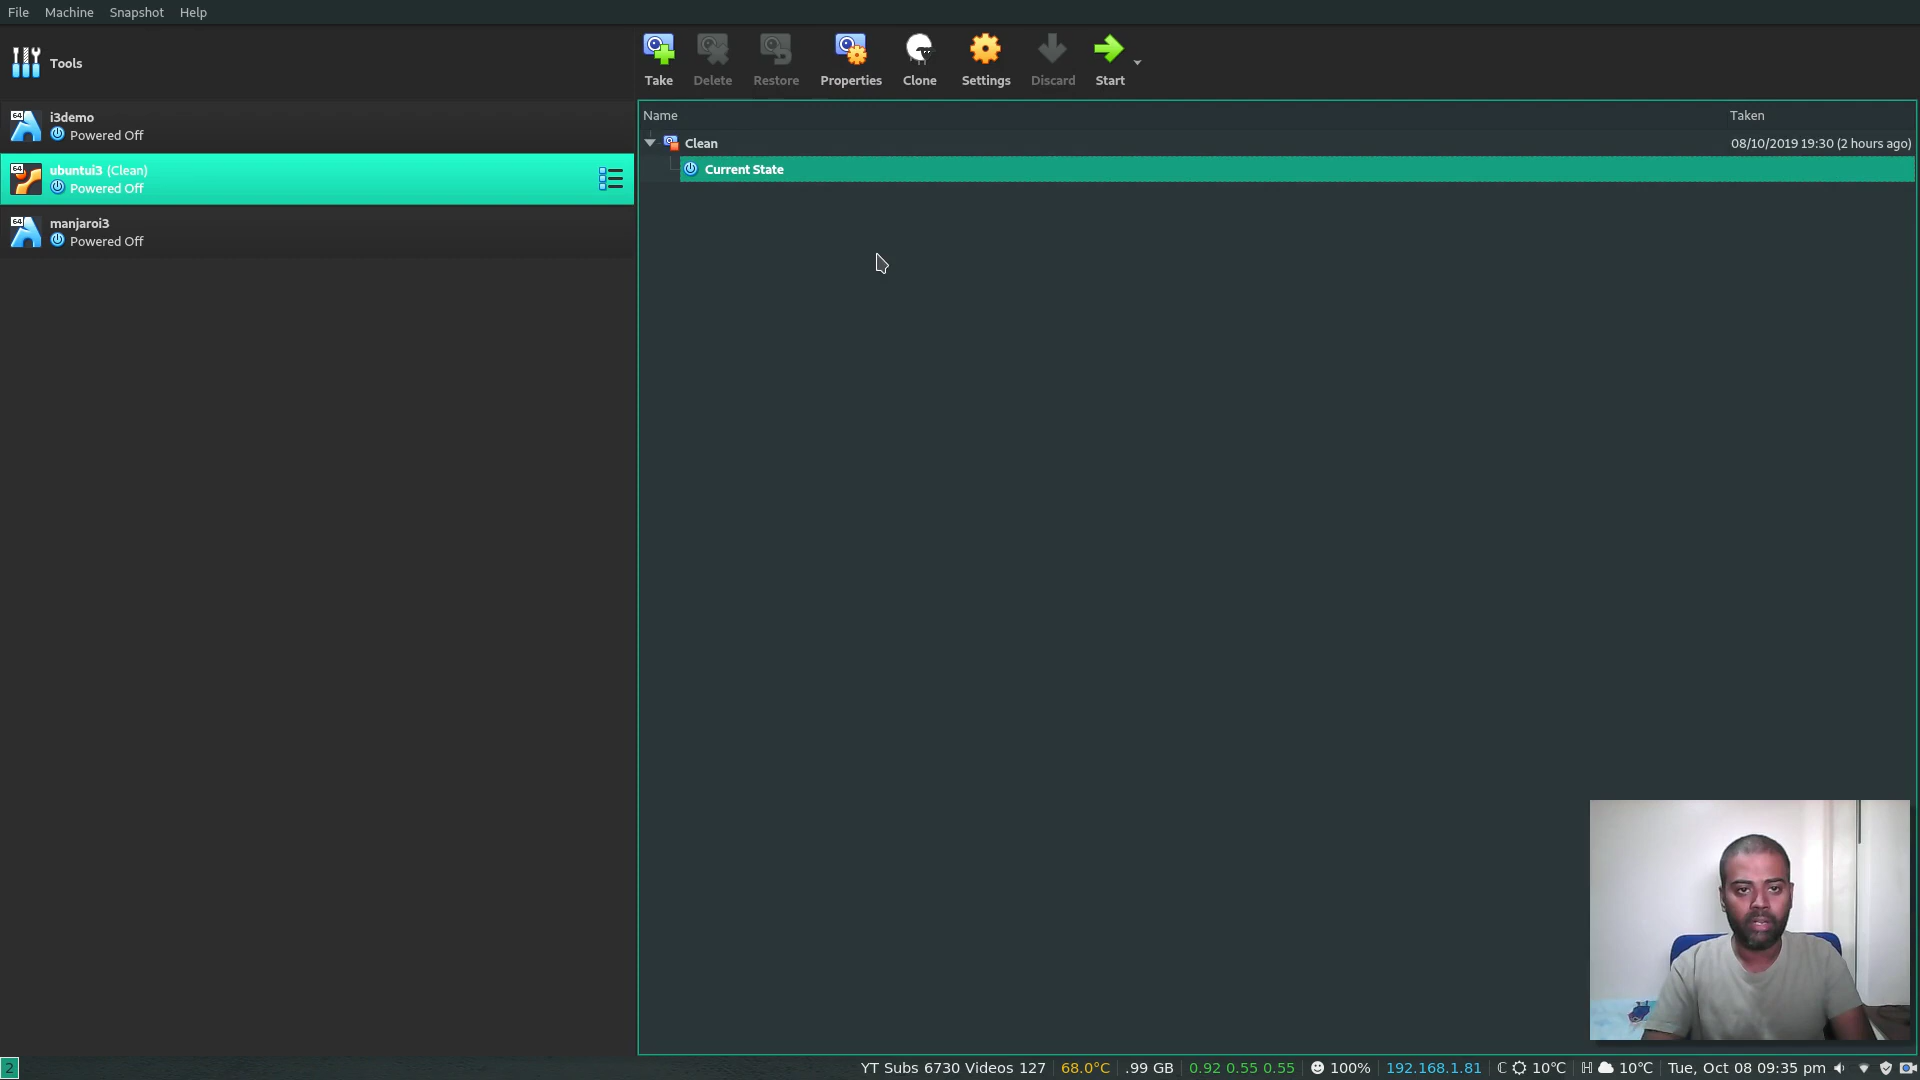 File Machine Snapshot Help
Tools
Take Delete Restore Properties Clone Settings Discard Start
Name Taken
64 i3demo
Powered Off
64 ubuntui3 (Clean)
Powered Off
64 manjaroi3
Powered Off
Clean 08/10/2019 19:30 (2 hours ago)
Current State
2 YT Subs 6730 Videos 127 68.0°C .99 GB 0.92 0.55 0.55 100% 192.168.1.81 C 10°C H 10°C Tue, Oct 08 09:35 pm